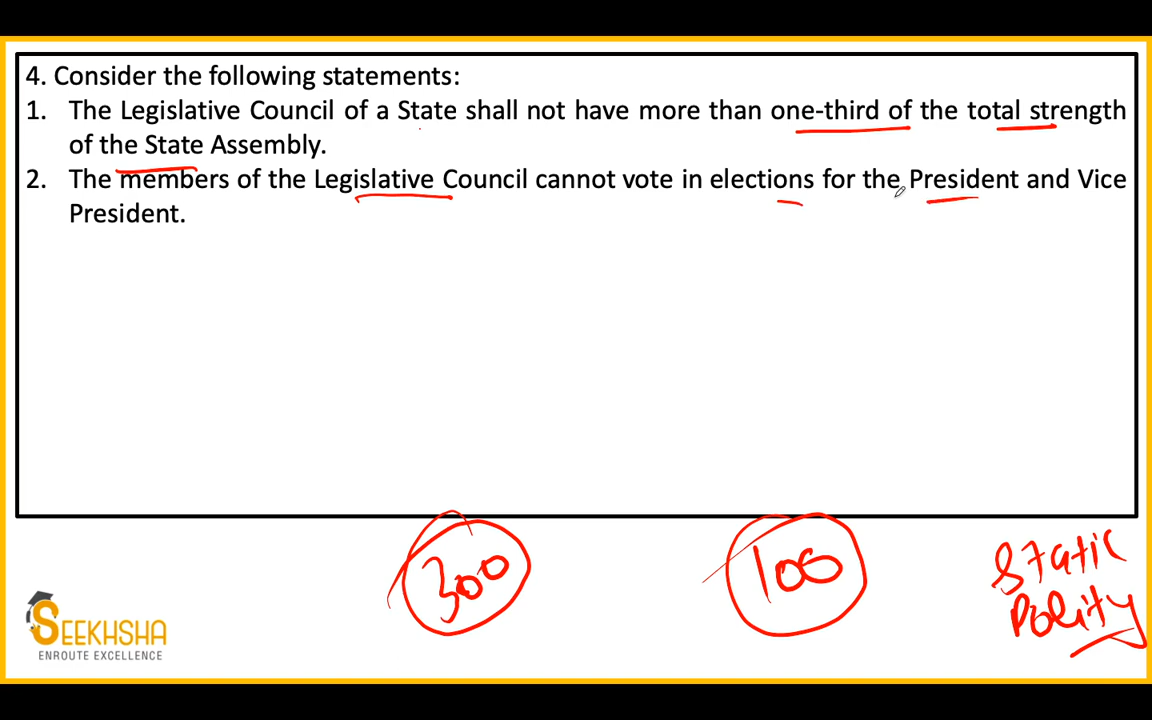 4. Consider the following statements:
1. The Legislative Council of a State shall not have more than one-third of the total strength
of the State Assembly.
2. The members of the Legislative Council cannot vote in elections for the President and Vice
President.
300
100
Static
Polity
SEEKHSHA
ENROUTE EXCELLENCE